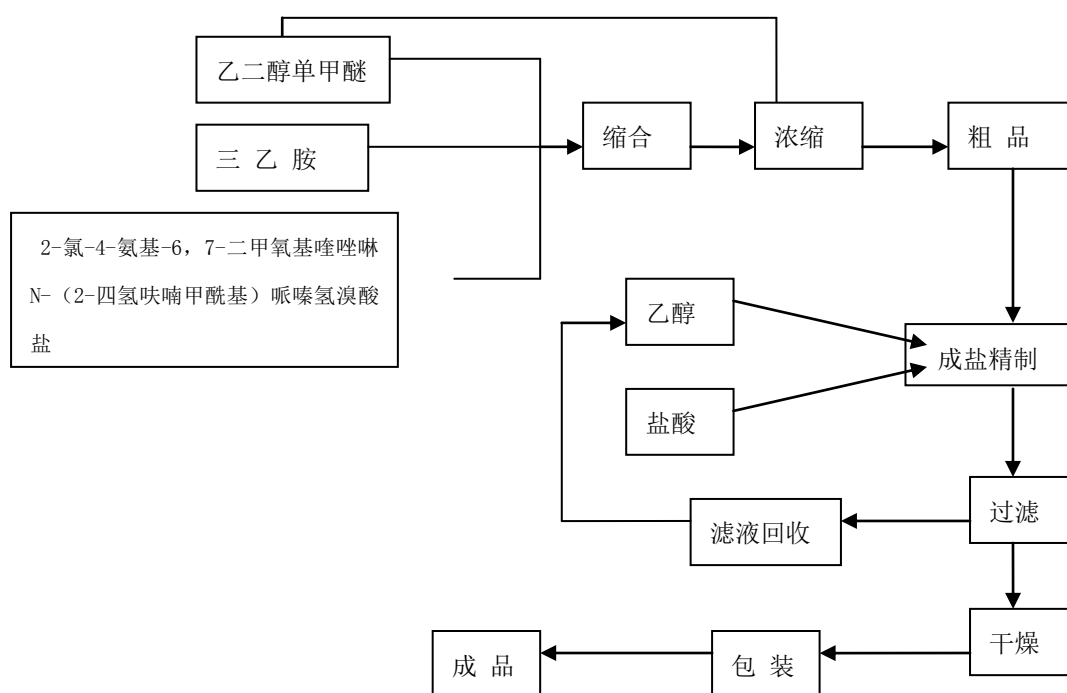 乙二醇单甲醚
三 乙 胺
2-氯-4-氨基-6，7-二甲氧基喹唑啉
N-（2-四氢呋喃甲酰基）哌嗪氢溴酸
盐
缩合
浓缩
粗 品
乙醇
盐酸
成盐精制
过滤
滤液回收
干燥
包 装
成 品